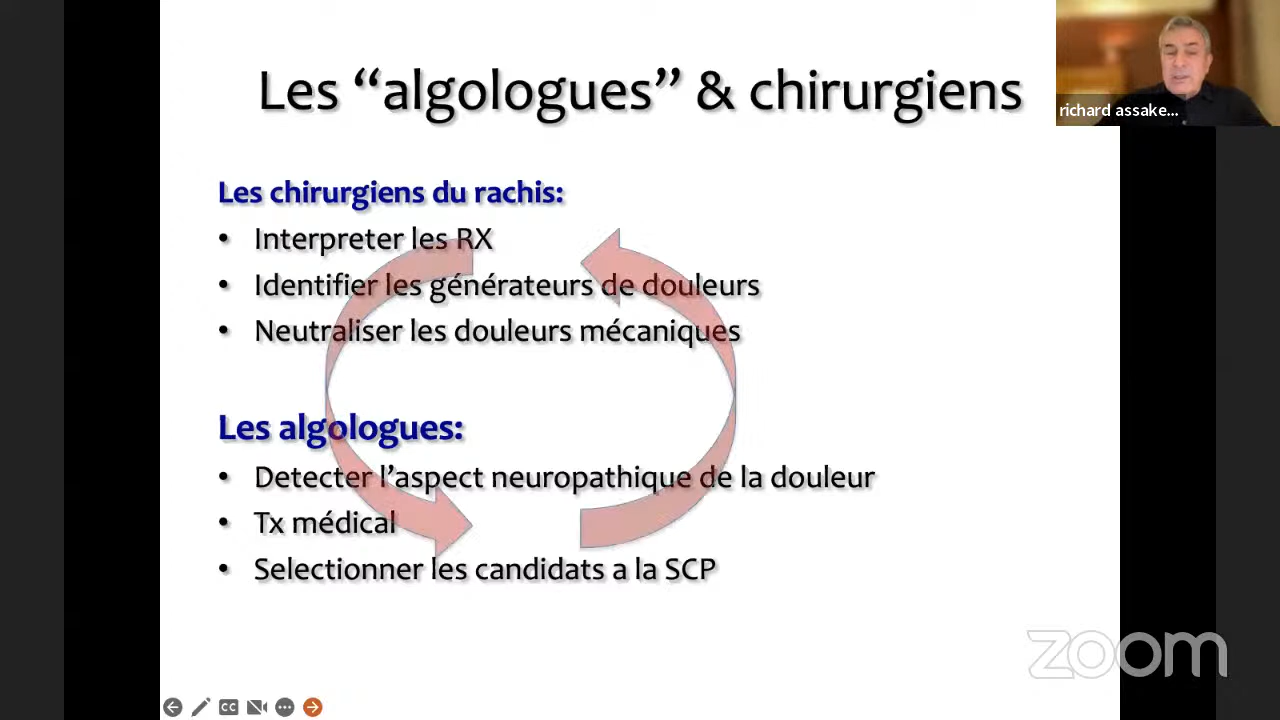 Les “algologues” & chirurgiens
richard assake...
Les chirurgiens du rachis:
• Interpreter les RX
• Identifier les générateurs de douleurs
• Neutraliser les douleurs mécaniques
Les algologues:
• Detecter l’aspect neuropathique de la douleur
• Tx médical
• Selectionner les candidats a la SCP
zoom
CC